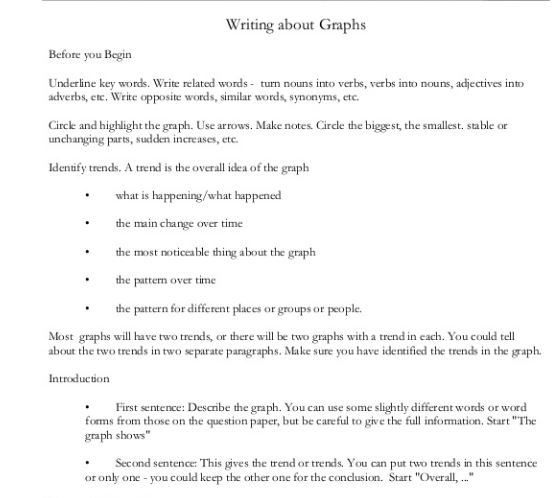 Writing about Graphs
Before you Begin
Underline key words. Write related words - turn nouns into verbs, verbs into nouns, adjectives into
adverbs, etc. Write opposite words, similar words, synonyms, etc.
Circle and highlight the graph. Use arrows. Make notes. Circle the biggest, the smallest. stable or
unchanging parts, sudden increases, etc.
Identify trends. A trend is the overall idea of the graph
• what is happening/what happened
• the main change over time
• the most noticeable thing about the graph
• the pattern over time
• the pattern for different places or groups or people.
Most graphs will have two trends, or there will be two graphs with a trend in each. You could tell
about the two trends in two separate paragraphs. Make sure you have identified the trends in the graph.
Introduction
• First sentence: Describe the graph. You can use some slightly different words or word
forms from those on the question paper, but be careful to give the full information. Start "The
graph shows"
• Second sentence: This gives the trend or trends. You can put two trends in this sentence
or only one - you could keep the other one for the conclusion. Start "Overall, ..."